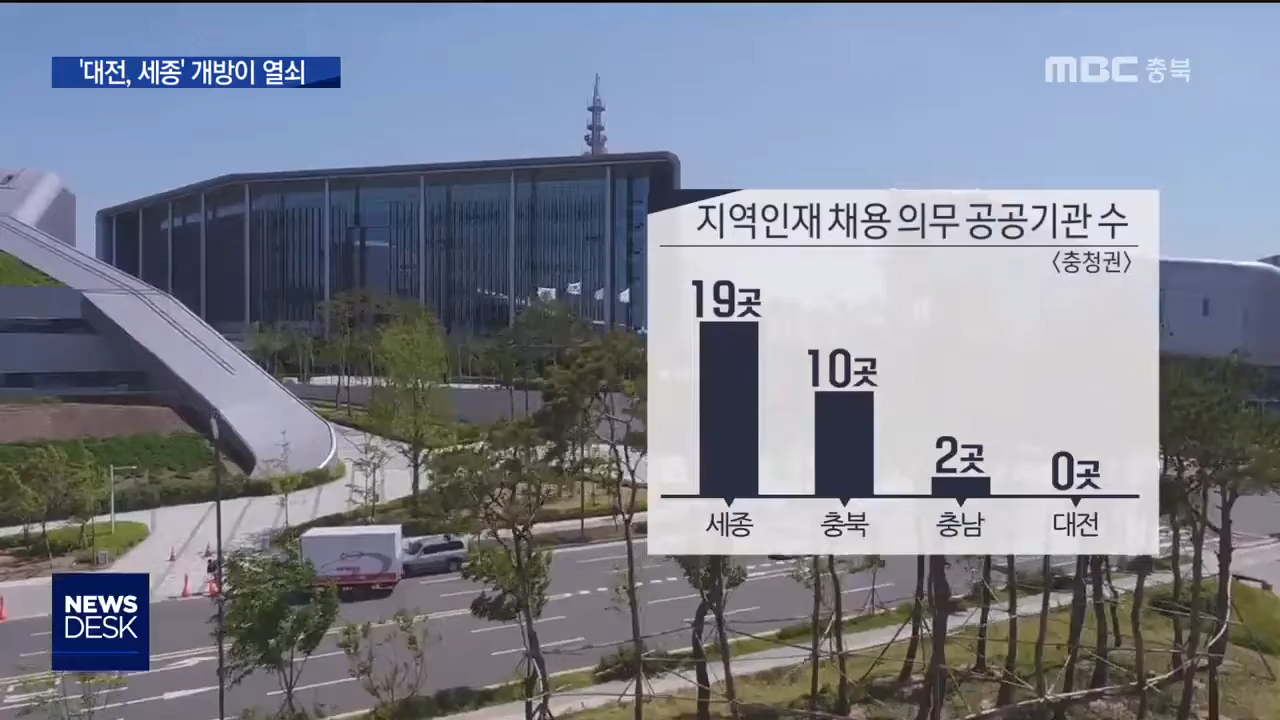 '대전, 세종' 개방이 열쇠
MBC 충북
지역인재 채용 의무 공공기관 수
〈충청권〉
19곳
10곳
2곳
0곳
세종
충북
충남
대전
NEWS
DESK